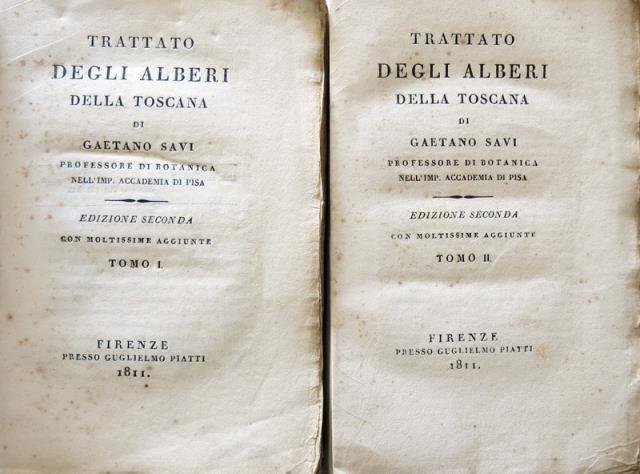 TRATTATO
DEGLI ALBERI
DELLA TOSCANA
DI
GAETANO SAVI
PROFESSORE DI BOTANICA
NELL'IMP. ACCADEMIA DI PISA
EDIZIONE SECONDA
CON MOLTISSIME AGGIUNTE
TOMO I.
FIRENZE
PRESSO GUGLIELMO PIATTI
1811.
TRATTATO
DEGLI ALBERI
DELLA TOSCANA
DI
GAETANO SAVI
PROFESSORE DI BOTANICA
NELL'IMP. ACCADEMIA DI PISA
EDIZIONE SECONDA
CON MOLTISSIME AGGIUNTE
TOMO II.
FIRENZE
PRESSO GUGLIELMO PIATTI
1811.